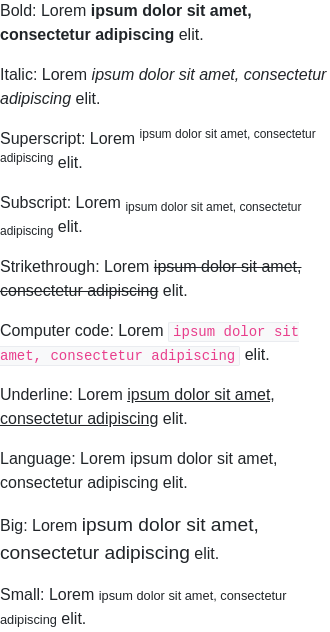 Bold: Lorem ipsum dolor sit amet,
consectetur adipiscing elit.
Italic: Lorem ipsum dolor sit amet, consectetur
adipiscing elit.
Superscript: Lorem ipsum dolor sit amet, consectetur
adipiscing elit.
Subscript: Lorem ipsum dolor sit amet, consectetur
adipiscing elit.
Strikethrough: Lorem ipsum dolor sit amet,
consectetur adipiscing elit.
Computer code: Lorem ipsum dolor sit
amet, consectetur adipiscing elit.
Underline: Lorem ipsum dolor sit amet,
consectetur adipiscing elit.
Language: Lorem ipsum dolor sit amet,
consectetur adipiscing elit.
Big: Lorem ipsum dolor sit amet,
consectetur adipiscing elit.
Small: Lorem ipsum dolor sit amet, consectetur
adipiscing elit.